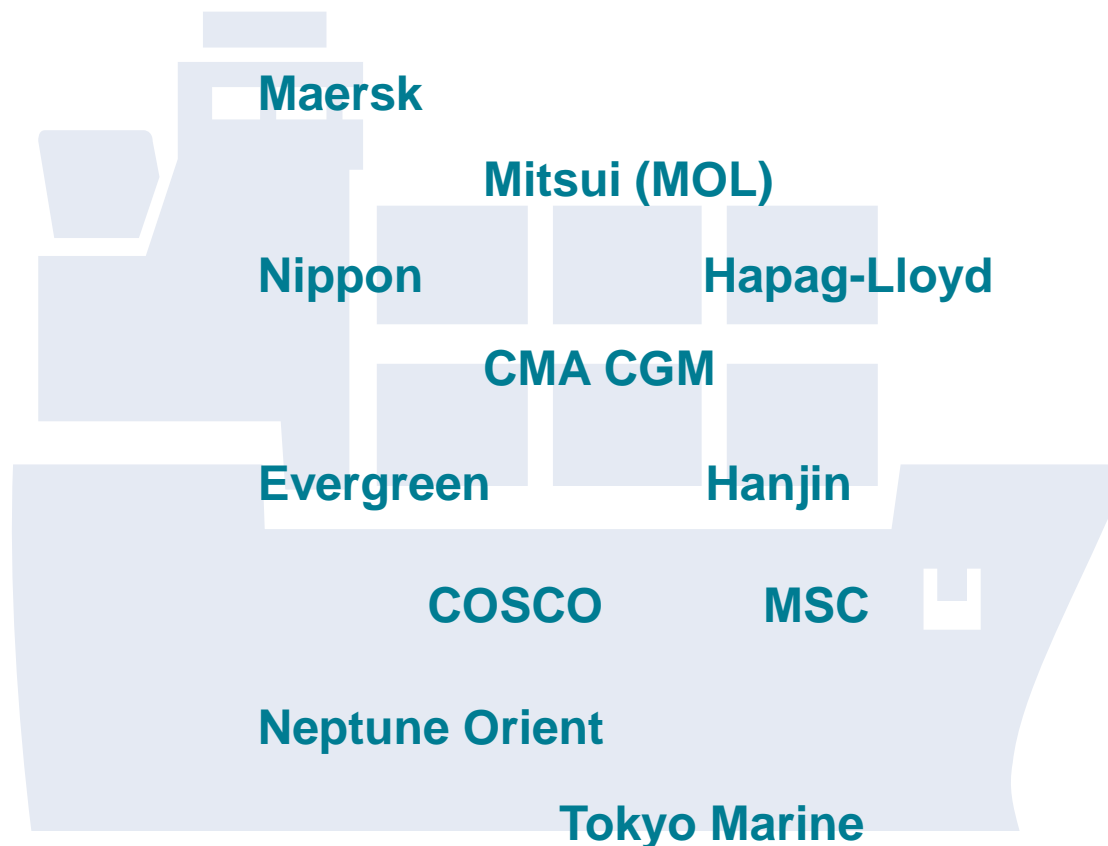 Maersk
Mitsui (MOL)
Nippon
Hapag-Lloyd
CMA CGM
Evergreen
Hanjin
COSCO
MSC
Neptune Orient
Tokyo Marine